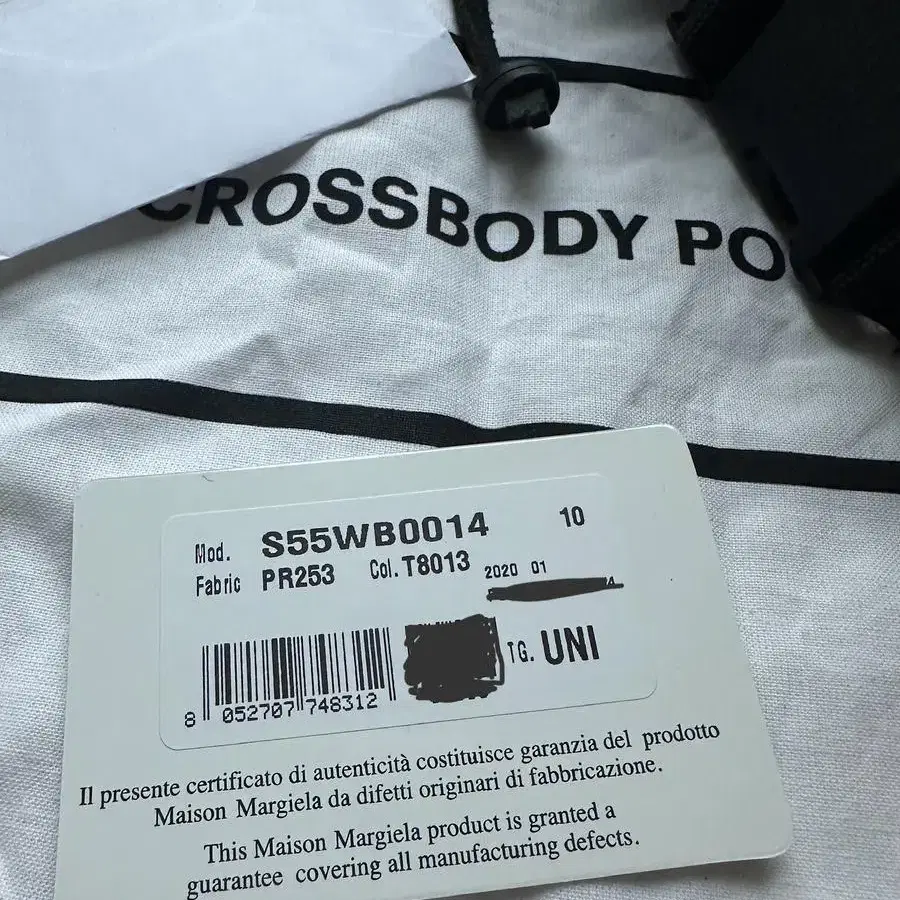 CROSSBODY PO
Mod. S55WB0014 10
Fabric PR253 Col. T8013 2020 01
TG. UNI
8 052707 748312
Il presente certificato di autenticità costituisce garanzia del prodotto
Maison Margiela da difetti originari di fabbricazione.
This Maison Margiela product is granted a
guarantee covering all manufacturing defects.